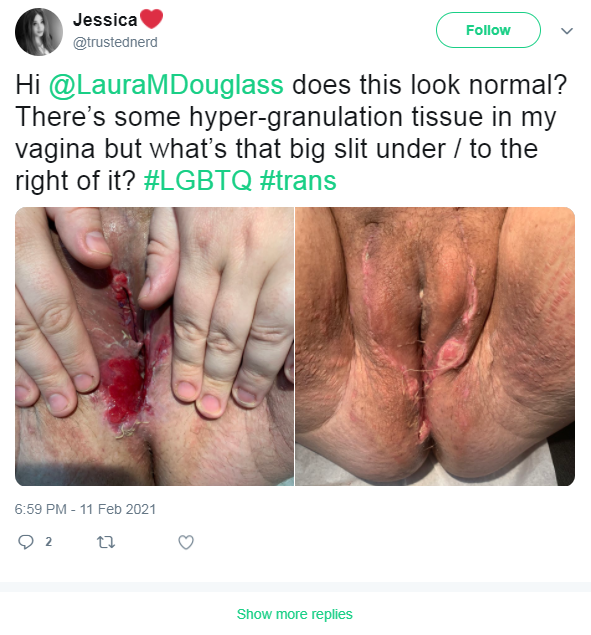 Jessica❤️
@trustednerd
Follow
Hi @LauraMDouglass does this look normal?
There’s some hyper-granulation tissue in my
vagina but what’s that big slit under / to the
right of it? #LGBTQ #trans
6:59 PM - 11 Feb 2021
2
Show more replies